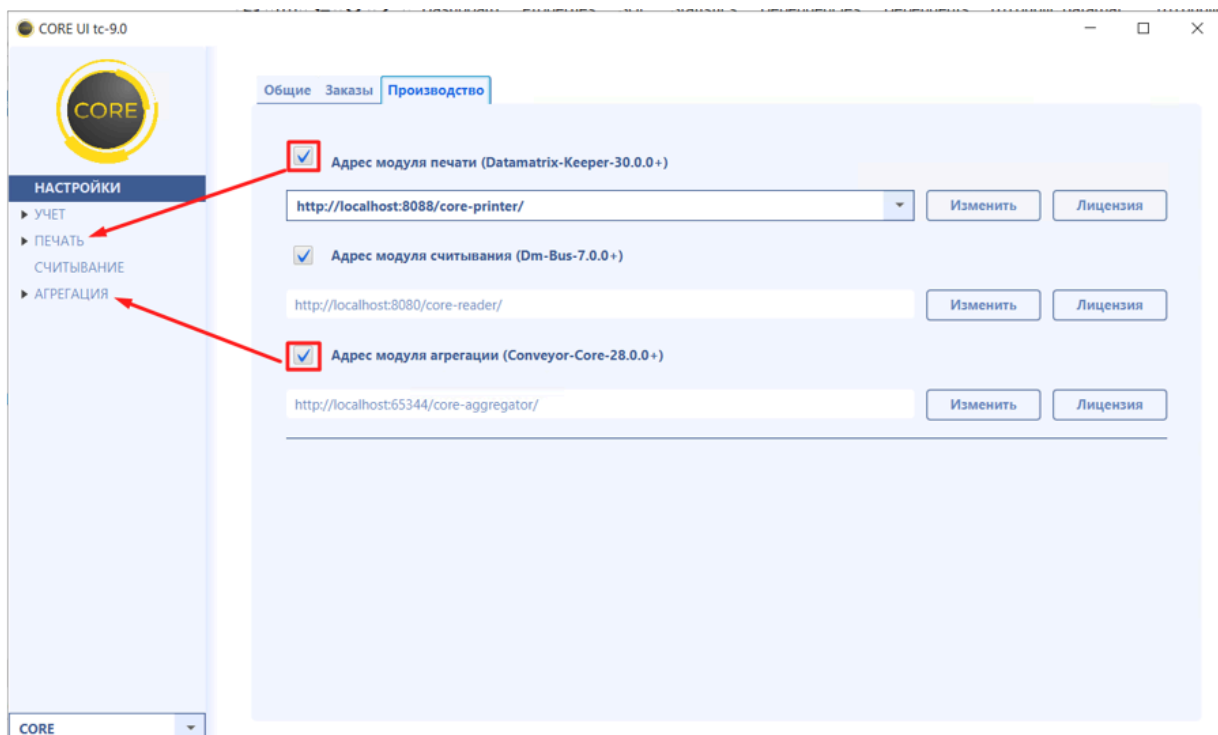 CORE UI tc-9.0
CORE
НАСТРОЙКИ
УЧЕТ
ПЕЧАТЬ
СЧИТЫВАНИЕ
АГРЕГАЦИЯ
CORE
Общие Заказы Производство
Адрес модуля печати (Datamatrix-Keeper-30.0.0+)
http://localhost:8088/core-printer/ Изменить Лицензия
Адрес модуля считывания (Dm-Bus-7.0.0+)
http://localhost:8080/core-reader/ Изменить Лицензия
Адрес модуля агрегации (Conveyor-Core-28.0.0+)
http://localhost:65344/core-aggregator/ Изменить Лицензия